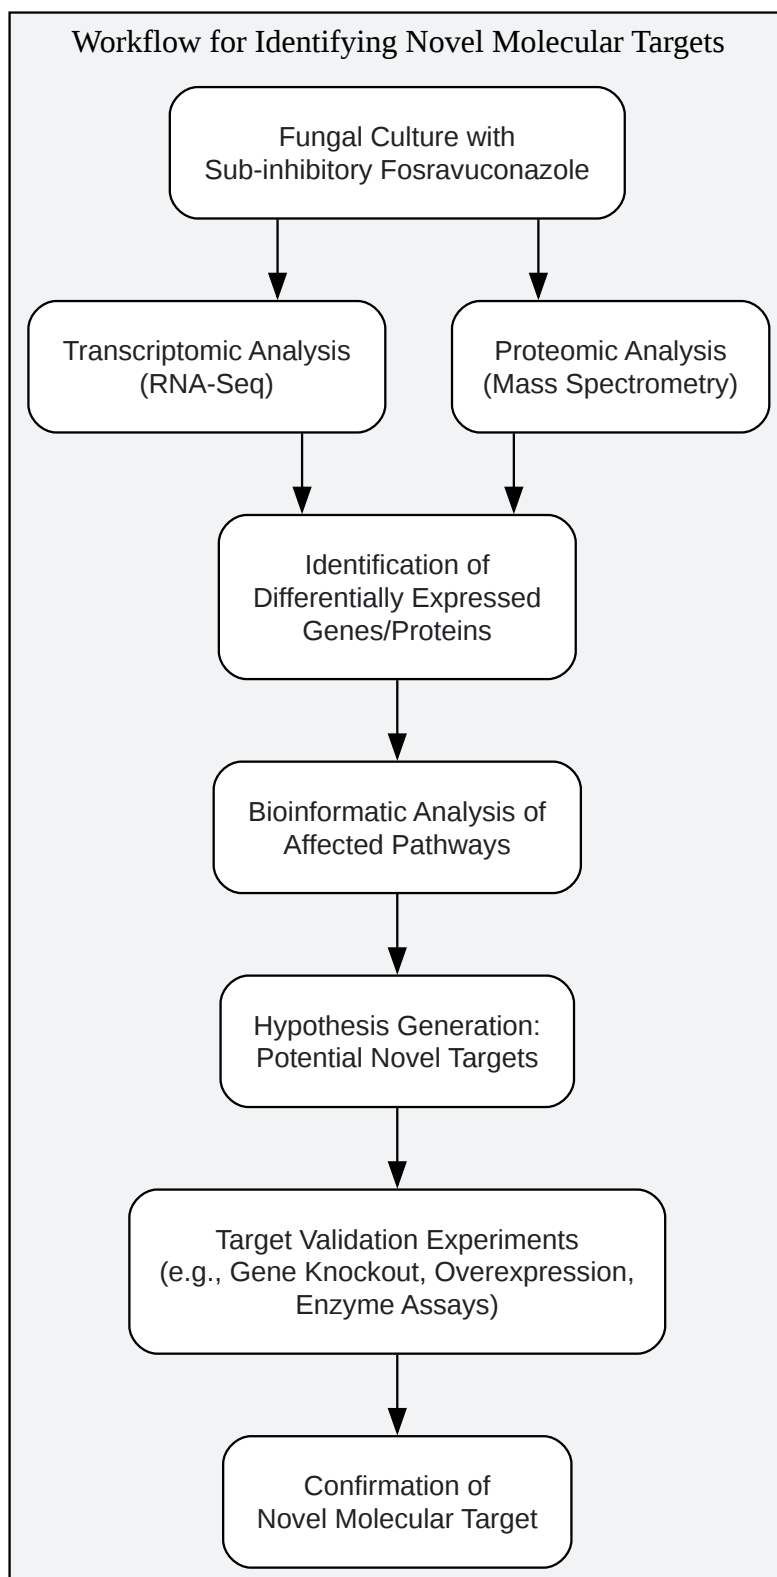 Workflow for Identifying Novel Molecular Targets
Fungal Culture with
Sub-inhibitory Fosravuconazole
Transcriptomic Analysis
(RNA-Seq)
Proteomic Analysis
(Mass Spectrometry)
Identification of
Differentially Expressed
Genes/Proteins
Bioinformatic Analysis of
Affected Pathways
Hypothesis Generation:
Potential Novel Targets
Target Validation Experiments
(e.g., Gene Knockout, Overexpression,
Enzyme Assays)
Confirmation of
Novel Molecular Target